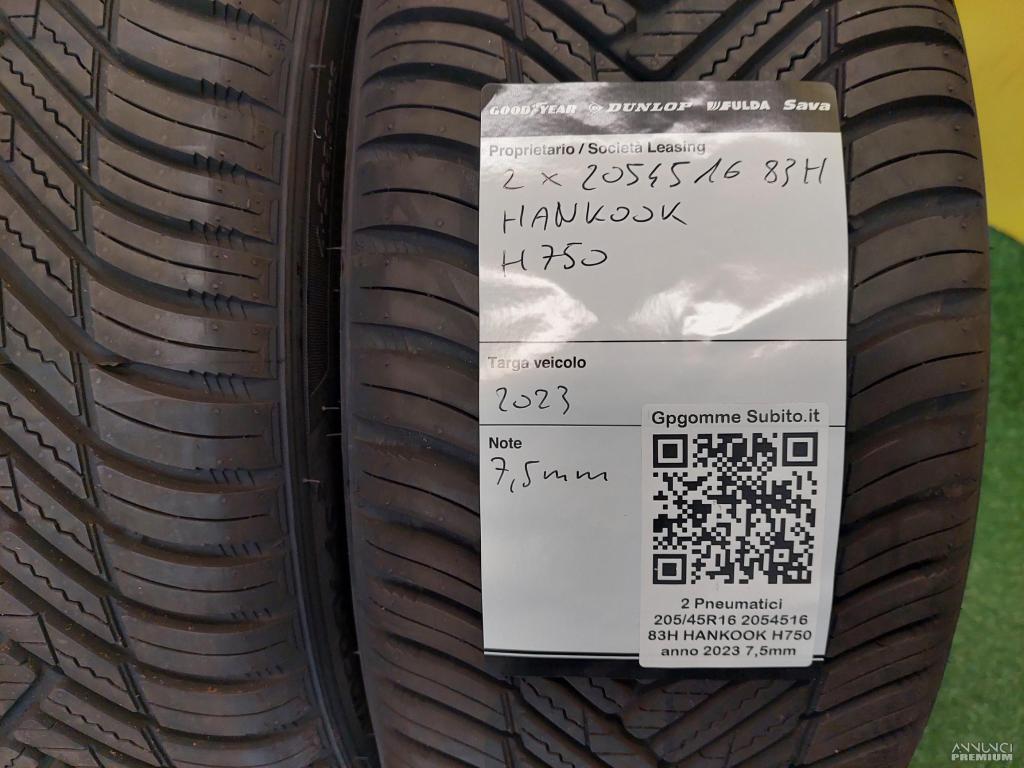 GOODYEAR DUNLOP FULDA Sava
Proprietario / Società Leasing
2 x 2054516 83H
HANKOOK
H750
Targa veicolo
2023
Note
7,5mm
Gpgomme Subito.it
2 Pneumatici
205/45R16 2054516
83H HANKOOK H750
anno 2023 7,5mm
ANNUNCI
PREMIUM